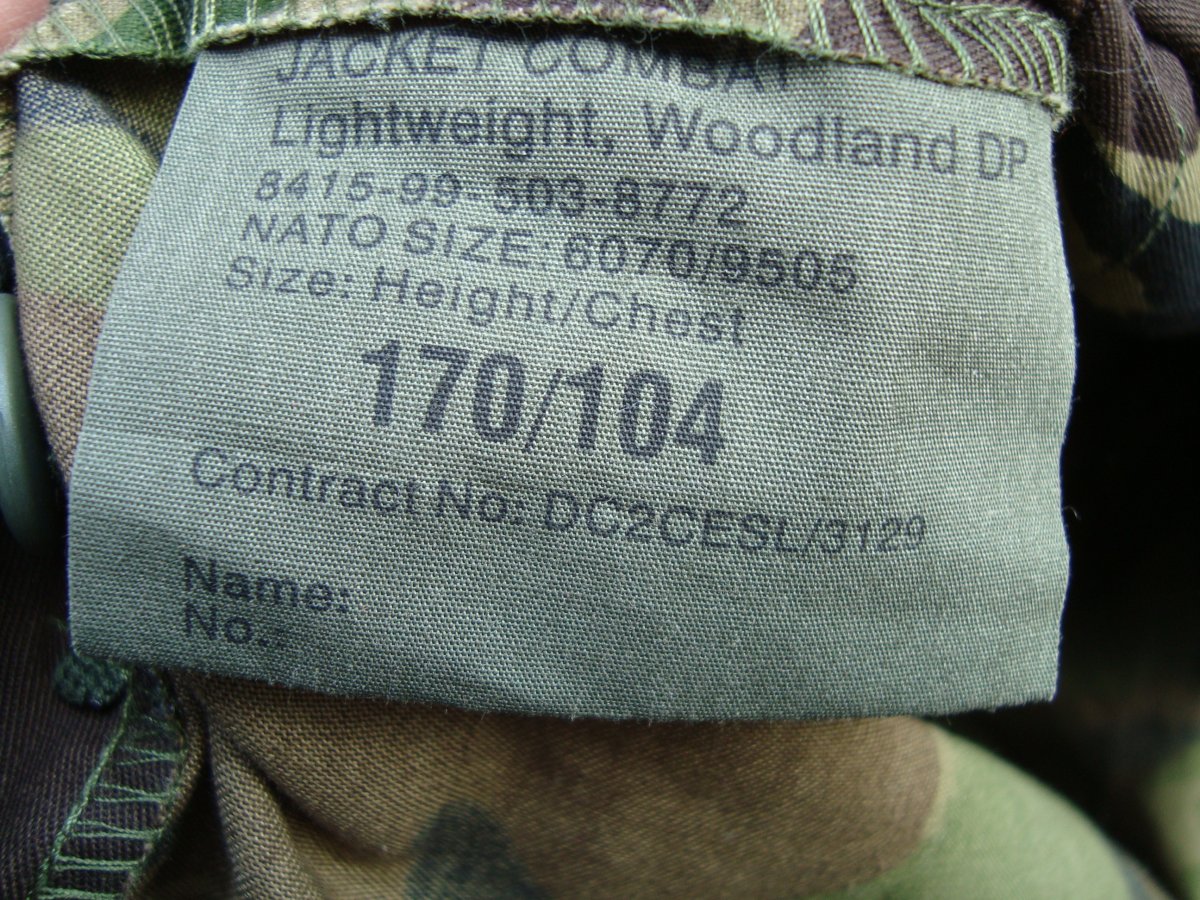 JACKET COMBAT
Lightweight, Woodland DP
8415-99-503-8772
NATO SIZE: 6070/9505
Size: Height/Chest
170/104
Contract No: DC2CESL/3129
Name:
No.: